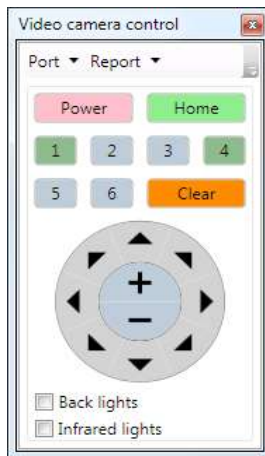 Video camera control
Port Report
Power Home
1 2 3 4
5 6 Clear
+
−
Back lights
Infrared lights